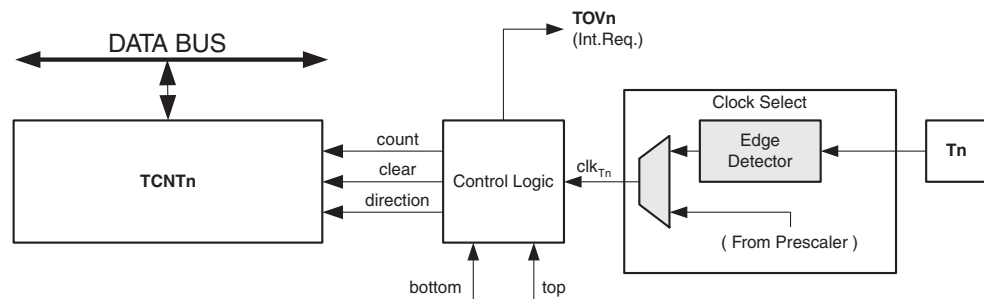 TOVn
(Int.Req.)
DATA BUS
Clock Select
count
Edge
Detector
Tn
TCNTn
clear
Control Logic
clkTn
direction
( From Prescaler )
bottom
top